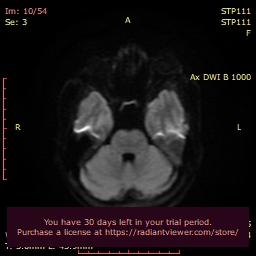 Im: 10/54
Se: 3
A
STP111
STP111
F
Ax DWI B 1000
R
L
You have 30 days left in your trial period.
Purchase a license at https://radiantviewer.com/store/